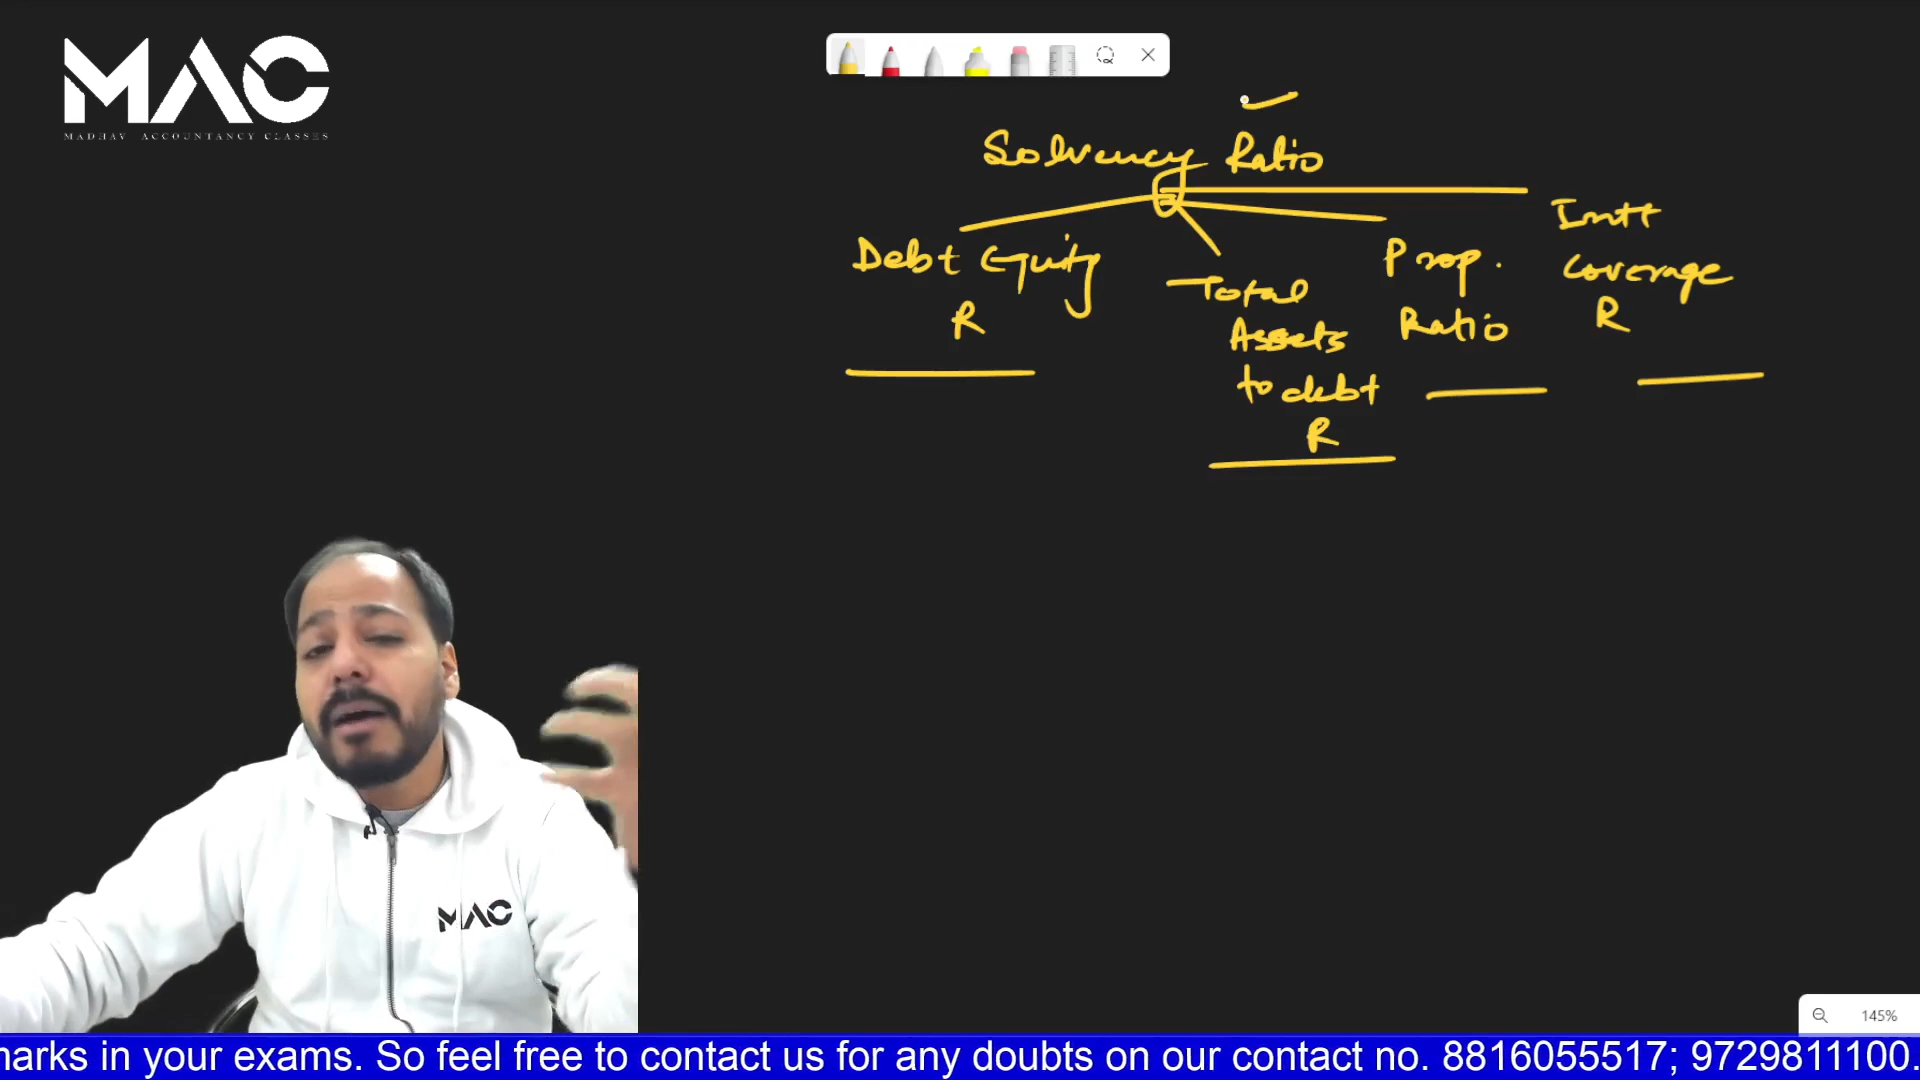 MAC
MADHAV ACCOUNTANCY CLASSES
Solvency Ratio
Debt Equity
R
Total
Assets
to debt
R
Prop.
Ratio
Intt
coverage
R
MAC
145%
marks in your exams. So feel free to contact us for any doubts on our contact no. 8816055517; 9729811100.